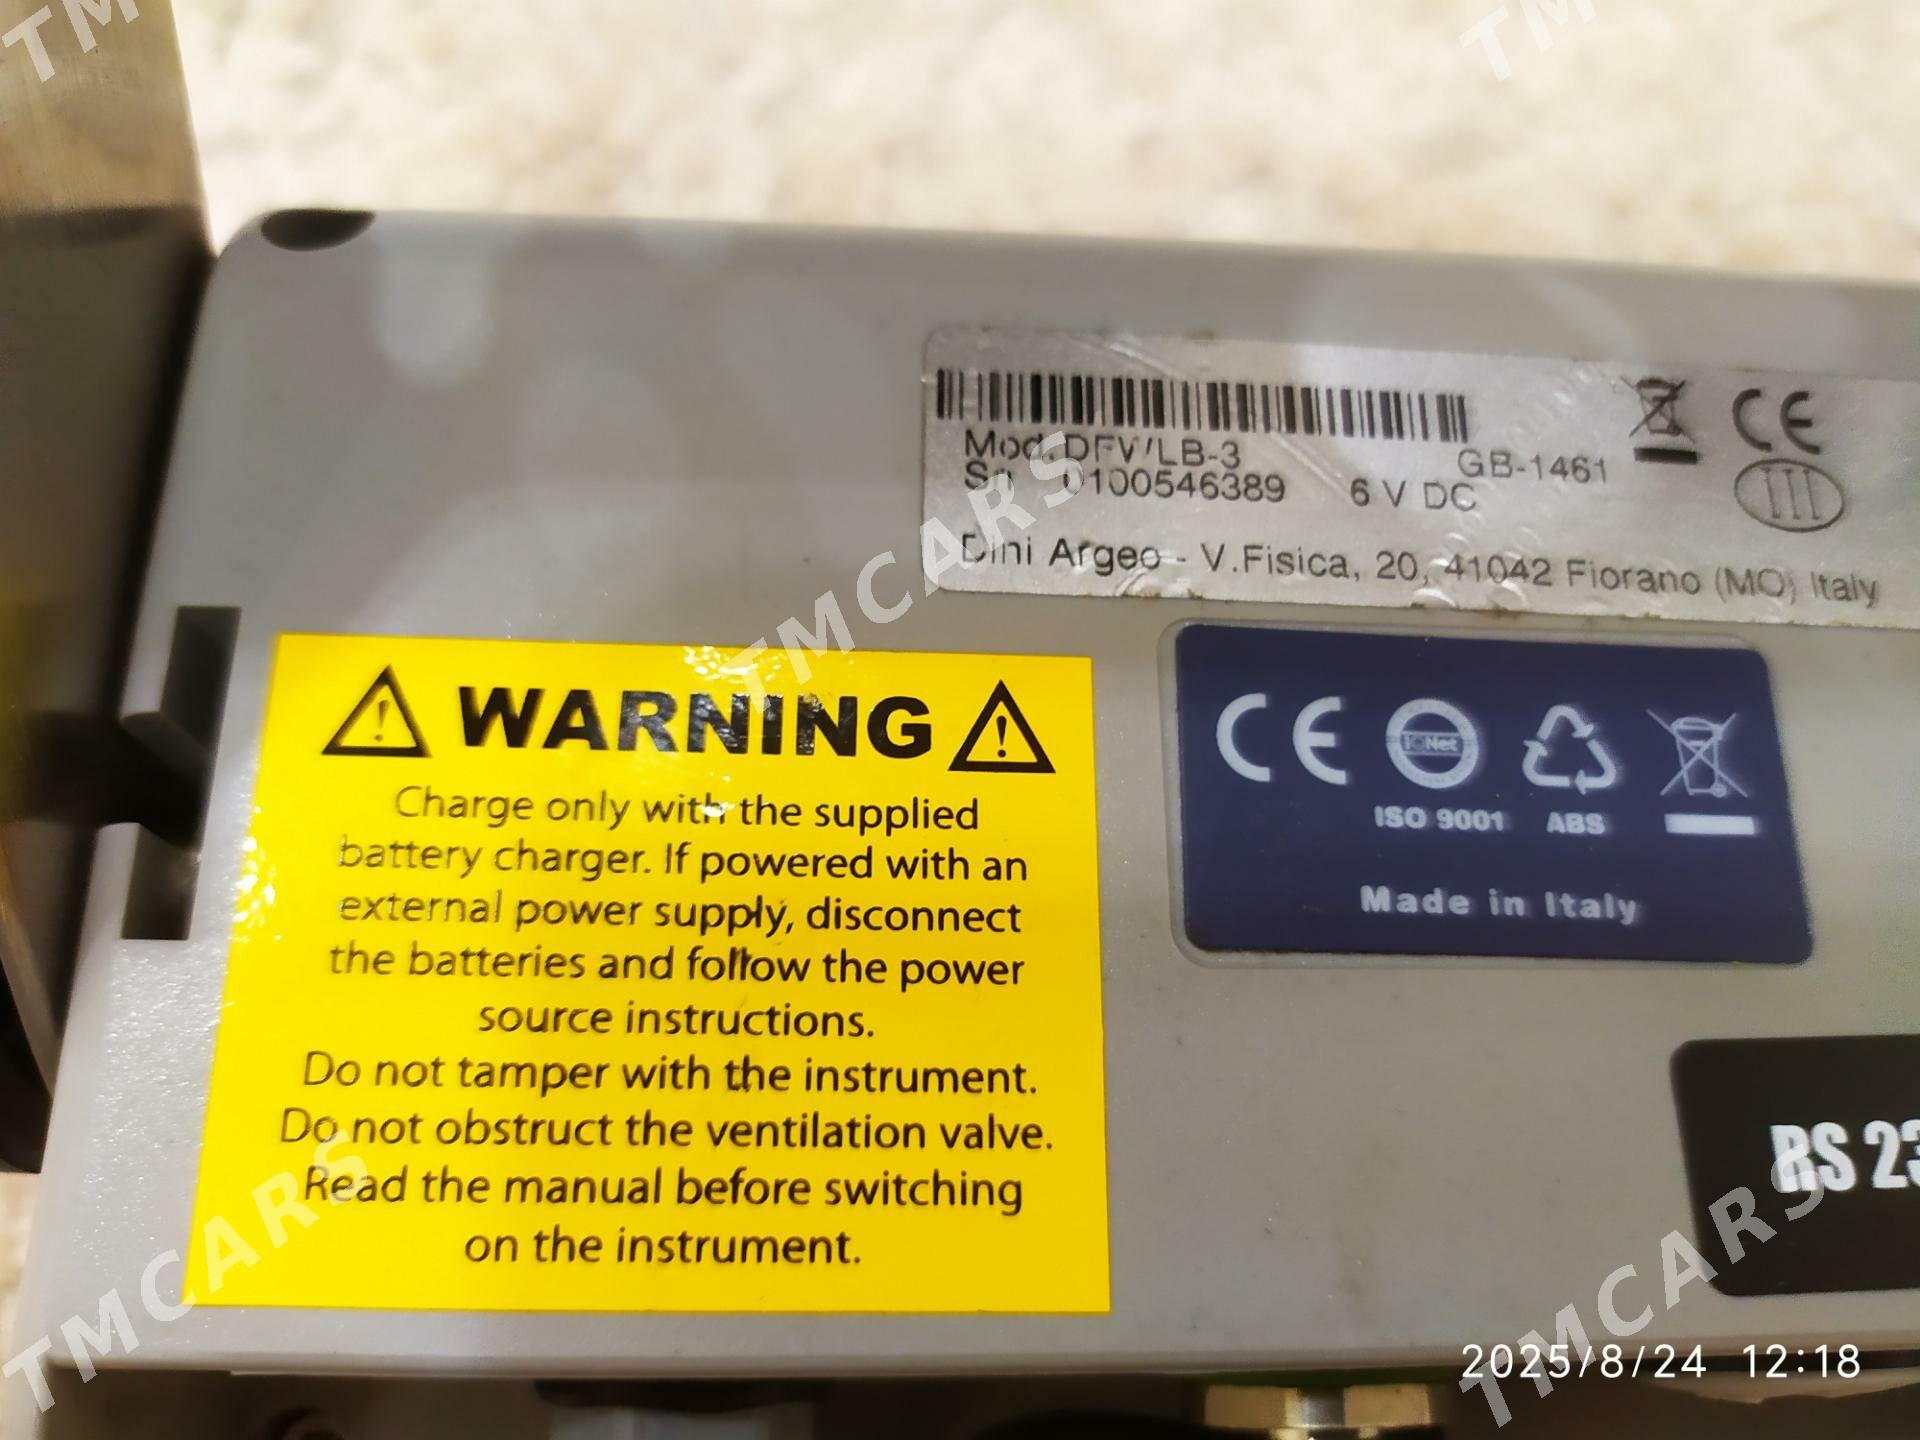 Mod. DFW/LB-3
GB-1461
Sn 0100546389 6 V DC
Dini Argeo - V.Fisica, 20, 41042 Fiorano (MO) Italy
CE
III
WARNING
Charge only with the supplied
battery charger. If powered with an
external power supply, disconnect
the batteries and follow the power
source instructions.
Do not tamper with the instrument.
Do not obstruct the ventilation valve.
Read the manual before switching
on the instrument.
CE
IQNet
ISO 9001 ABS
Made in Italy
RS 23
2025/8/24 12:18
TMCARS
TMCARS
TMCARS